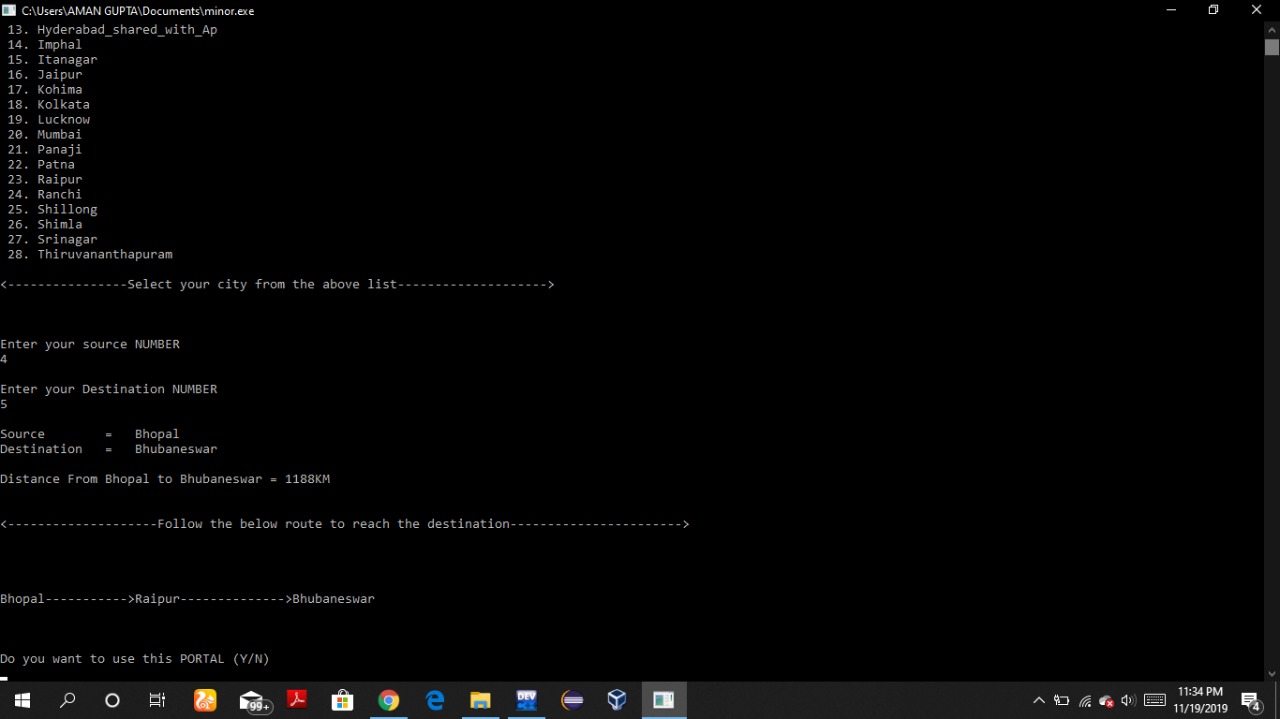 C:\Users\AMAN GUPTA\Documents\minor.exe
13. Hyderabad_shared_with_Ap
14. Imphal
15. Itanagar
16. Jaipur
17. Kohima
18. Kolkata
19. Lucknow
20. Mumbai
21. Panaji
22. Patna
23. Raipur
24. Ranchi
25. Shillong
26. Shimla
27. Srinagar
28. Thiruvananthapuram
<----------------Select your city from the above list-------------------->
Enter your source NUMBER
4
Enter your Destination NUMBER
5
Source        =   Bhopal
Destination   =   Bhubaneswar
Distance From Bhopal to Bhubaneswar = 1188KM
<--------------------Follow the below route to reach the destination----------------------->
Bhopal----------->Raipur-------------->Bhubaneswar
Do you want to use this PORTAL (Y/N)
99+
DEV
11:34 PM
11/19/2019
4